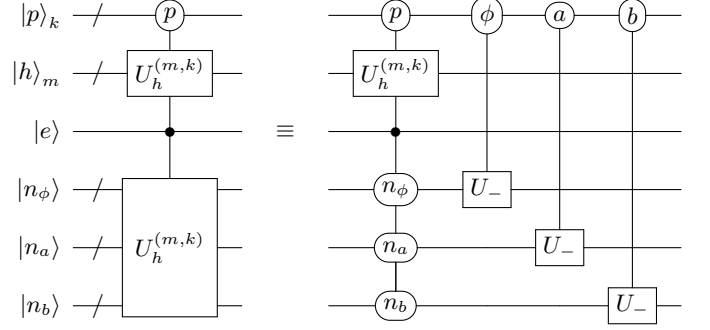 |p⟩_k / p p ϕ a b
|h⟩_m / U_h^{(m,k)} U_h^{(m,k)}
|e⟩ ≡
|n_ϕ⟩ / n_ϕ U_−
|n_a⟩ / U_h^{(m,k)} n_a U_−
|n_b⟩ / n_b U_−